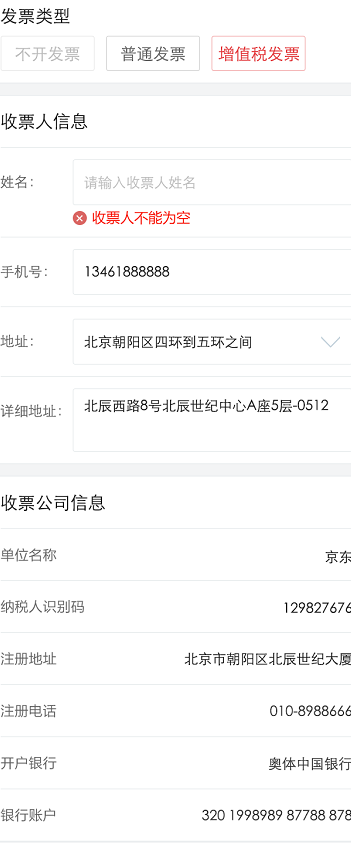 发票类型
不开发票 普通发票 增值税发票
收票人信息
姓名： 请输入收票人姓名
收票人不能为空
手机号： 13461888888
地址： 北京朝阳区四环到五环之间
详细地址： 北辰西路8号北辰世纪中心A座5层-0512
收票公司信息
单位名称 京东
纳税人识别码 129827676
注册地址 北京市朝阳区北辰世纪大厦
注册电话 010-8988666
开户银行 奥体中国银行
银行账户 320 1998989 87788 878